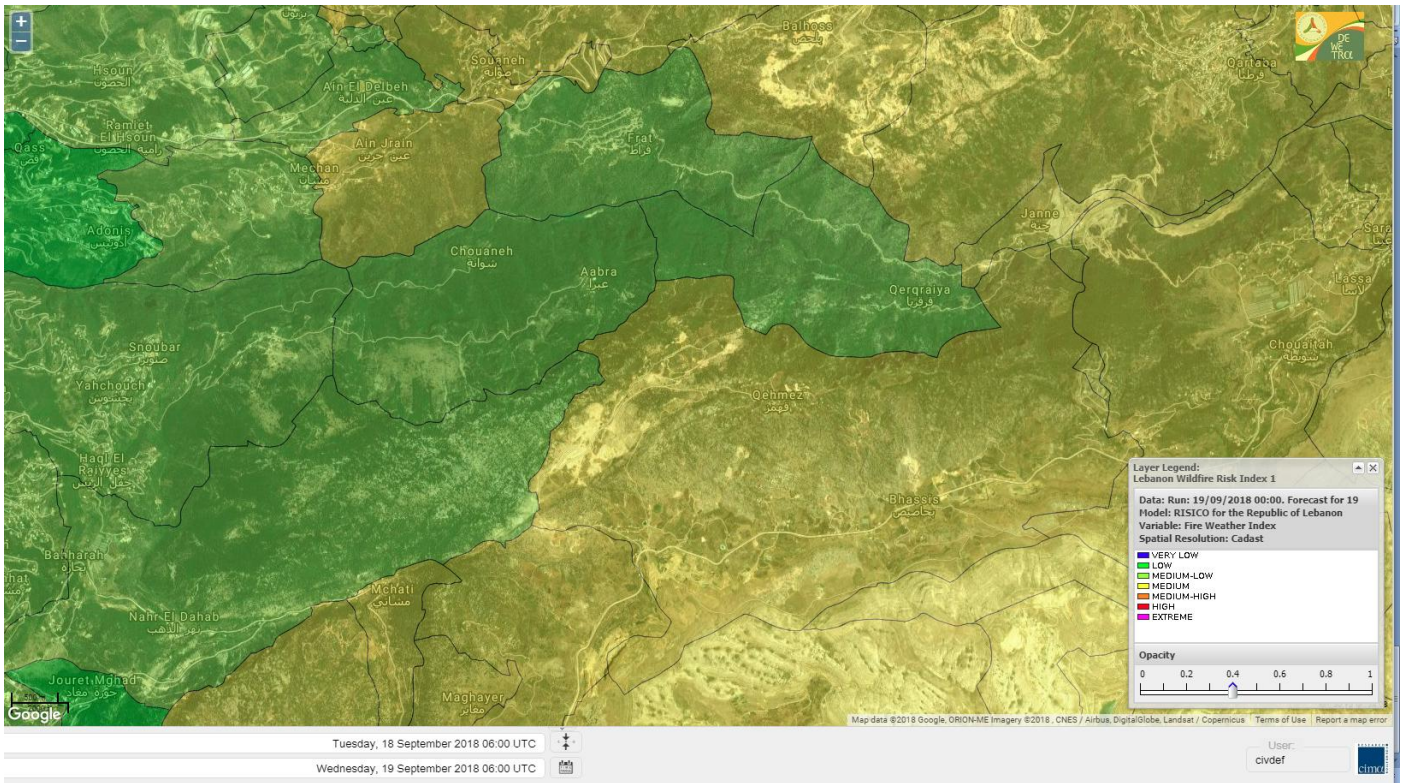 +
−
DE
WE
TRα
Balhoss
بلحص
Souaneh
صوانه
Qartaba
قرطبا
Hsoun
الحصون
Ain El Delbeh
عين الدلبة
Ramiet
El Hsoun
رامية الحصون
Qass
قص
Ain Jrain
عين جرين
Frat
فراط
Mechan
مشان
Janne
جنة
Adonis
أدونيس
Chouaneh
شوانة
Aabra
عبرا
Lassa
لاسا
Qerqraiya
قرقريا
Snoubar
صنوبر
Chouaitah
شويطة
Yahchouch
يحشوش
Qehmez
قهمز
Haql El
Raiyyes
حقل الريس
Bhassis
بحاصيص
Mchati
مشاتي
Nahr El Dahab
نهر الذهب
Jouret Mghad
جورة مغاد
Maghayer
مغاير
Google
Layer Legend:
Lebanon Wildfire Risk Index 1
Data: Run: 19/09/2018 00:00. Forecast for 19
Model: RISICO for the Republic of Lebanon
Variable: Fire Weather Index
Spatial Resolution: Cadast
VERY LOW
LOW
MEDIUM-LOW
MEDIUM
MEDIUM-HIGH
HIGH
EXTREME
Opacity
0 0.2 0.4 0.6 0.8 1
Map data ©2018 Google, ORION-ME Imagery ©2018 , CNES / Airbus, DigitalGlobe, Landsat / Copernicus Terms of Use Report a map error
Tuesday, 18 September 2018 06:00 UTC
Wednesday, 19 September 2018 06:00 UTC
User:
civdef
cima